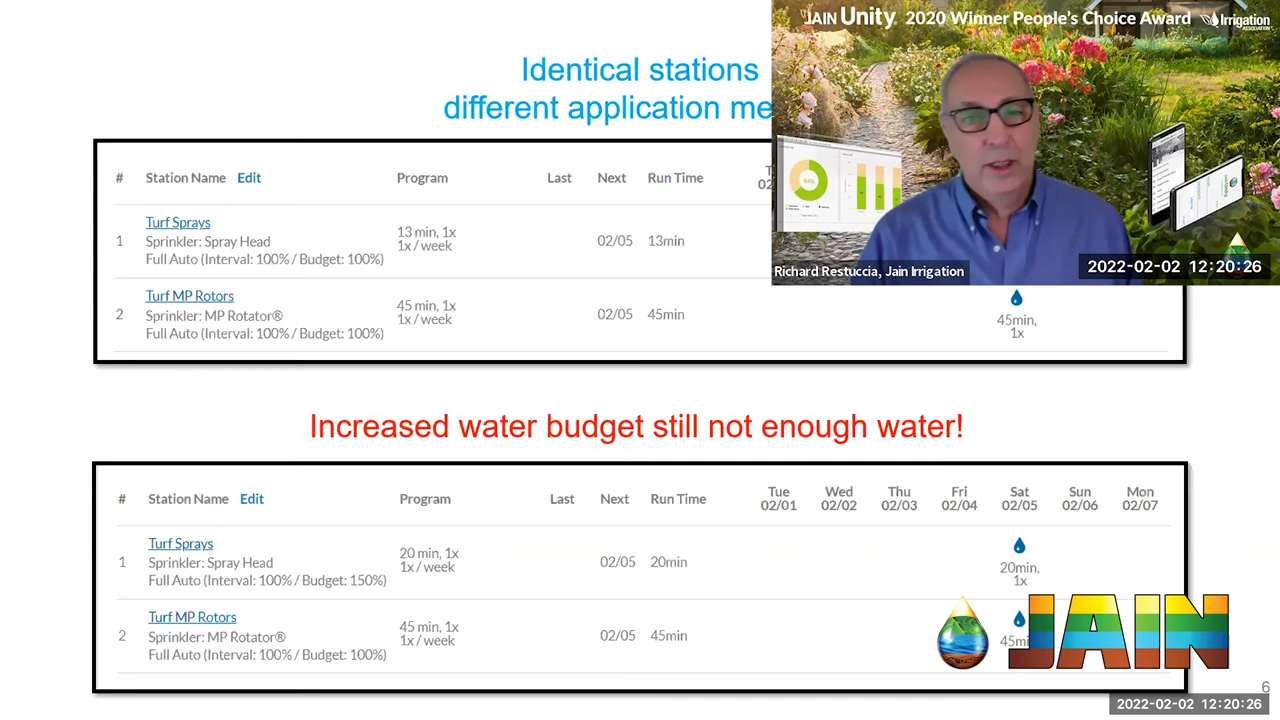 JAIN Unity 2020 Winner People's Choice Award Irrigation
ASSOCIATION
Identical stations
different application me
# Station Name Edit Program Last Next Run Time
Turf Sprays
1 Sprinkler: Spray Head 13 min, 1x 02/05 13min
1x / week
Full Auto (Interval: 100% / Budget: 100%)
64%
Richard Restuccia, Jain Irrigation
2022-02-02 12:20:26
Turf MP Rotors
2 Sprinkler: MP Rotator® 45 min, 1x 02/05 45min 45min,
1x / week 1x
Full Auto (Interval: 100% / Budget: 100%)
Increased water budget still not enough water!
# Station Name Edit Program Last Next Run Time Tue Wed Thu Fri Sat Sun Mon
02/01 02/02 02/03 02/04 02/05 02/06 02/07
Turf Sprays
1 Sprinkler: Spray Head 20 min, 1x 02/05 20min 20min,
1x / week 1x
Full Auto (Interval: 100% / Budget: 150%)
Turf MP Rotors
2 Sprinkler: MP Rotator® 45 min, 1x 02/05 45min 45mi
1x / week
Full Auto (Interval: 100% / Budget: 100%)
JAIN
6
2022-02-02 12:20:26